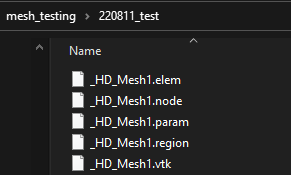 mesh_testing > 220811_test
Name
_HD_Mesh1.elem
_HD_Mesh1.node
_HD_Mesh1.param
_HD_Mesh1.region
_HD_Mesh1.vtk